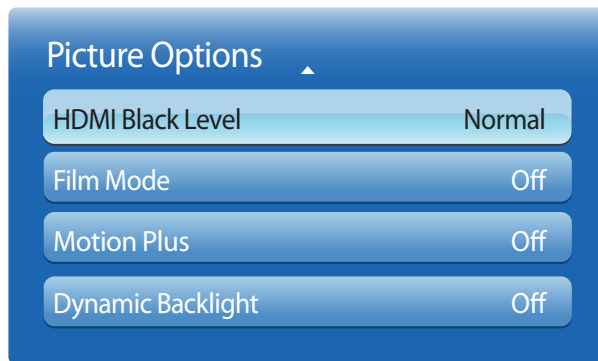 Picture Options
HDMI Black Level Normal
Film Mode Off
Motion Plus Off
Dynamic Backlight Off